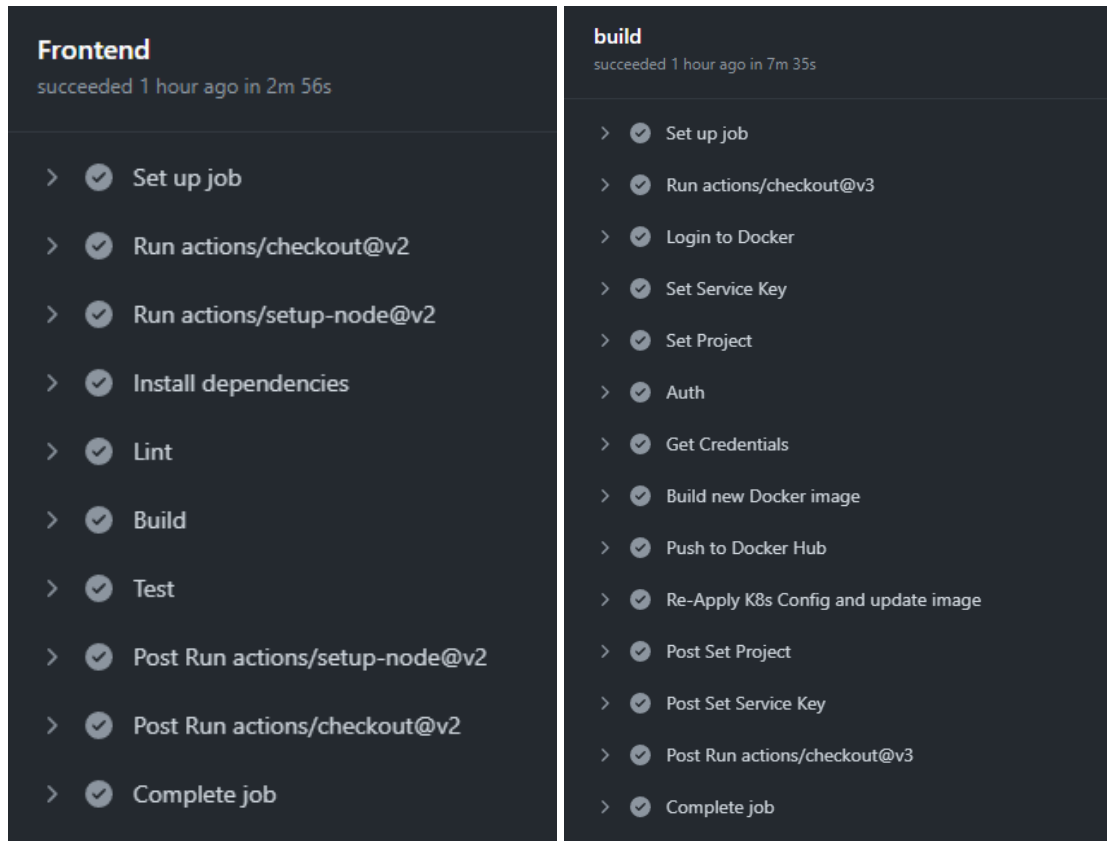 Frontend
succeeded 1 hour ago in 2m 56s
Set up job
Run actions/checkout@v2
Run actions/setup-node@v2
Install dependencies
Lint
Build
Test
Post Run actions/setup-node@v2
Post Run actions/checkout@v2
Complete job
build
succeeded 1 hour ago in 7m 35s
Set up job
Run actions/checkout@v3
Login to Docker
Set Service Key
Set Project
Auth
Get Credentials
Build new Docker image
Push to Docker Hub
Re-Apply K8s Config and update image
Post Set Project
Post Set Service Key
Post Run actions/checkout@v3
Complete job